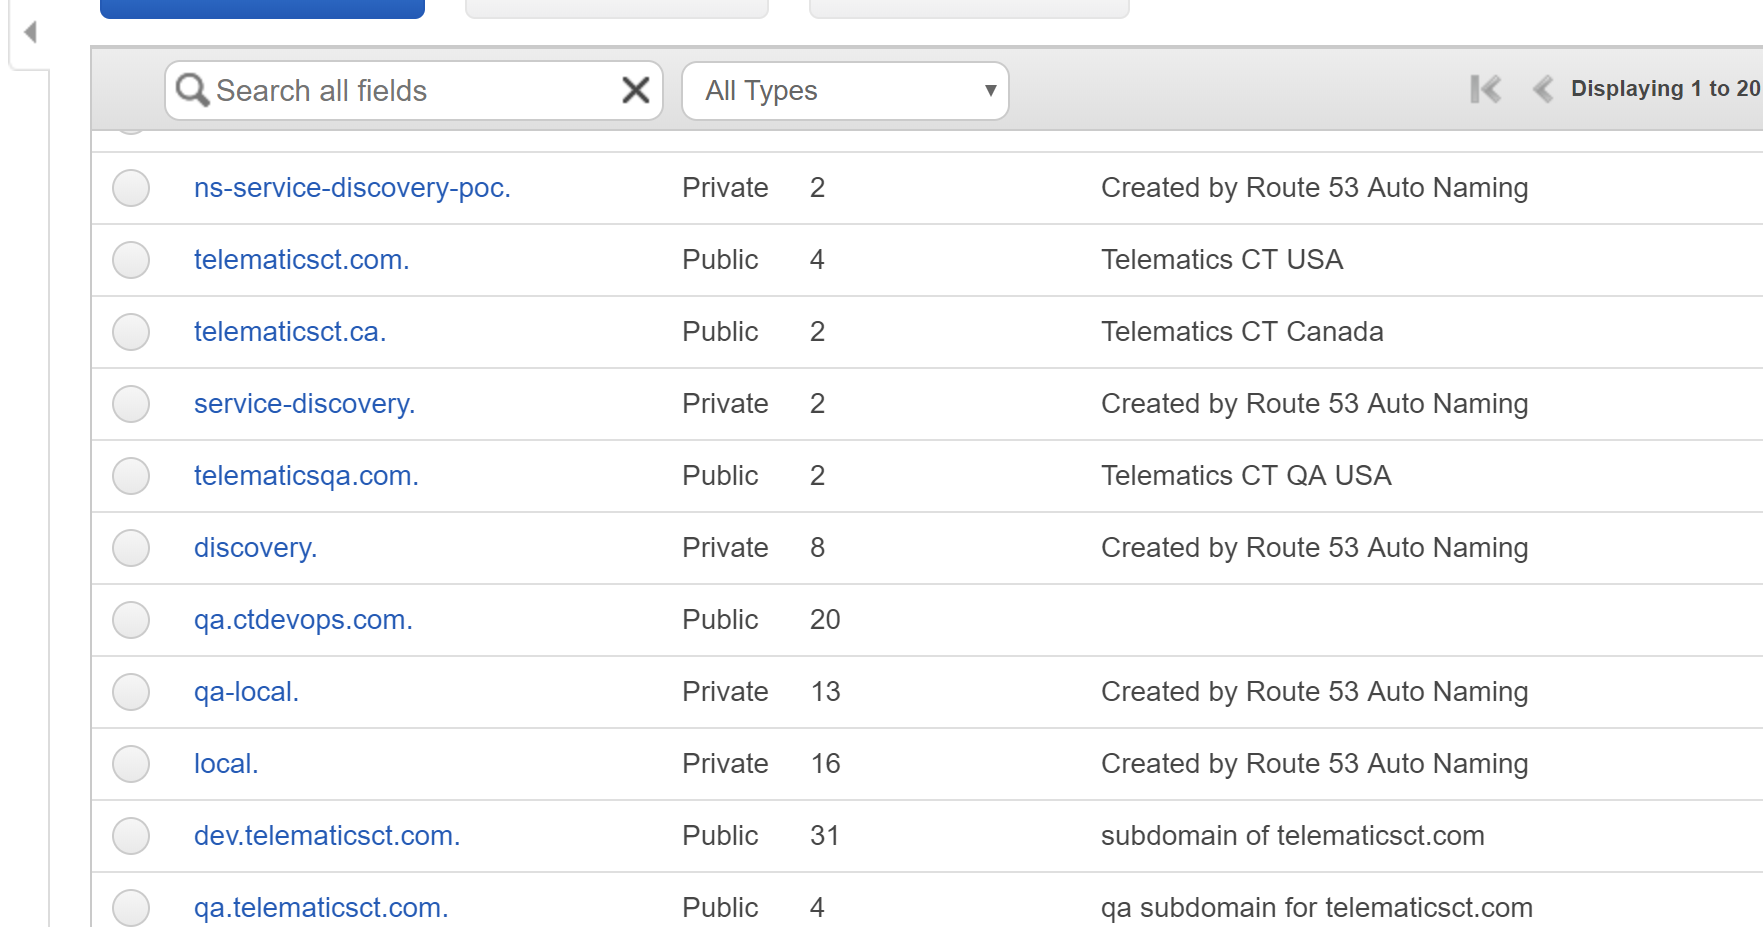 Search all fields All Types Displaying 1 to 20
ns-service-discovery-poc. Private 2 Created by Route 53 Auto Naming
telematicsct.com. Public 4 Telematics CT USA
telematicsct.ca. Public 2 Telematics CT Canada
service-discovery. Private 2 Created by Route 53 Auto Naming
telematicsqa.com. Public 2 Telematics CT QA USA
discovery. Private 8 Created by Route 53 Auto Naming
qa.ctdevops.com. Public 20
qa-local. Private 13 Created by Route 53 Auto Naming
local. Private 16 Created by Route 53 Auto Naming
dev.telematicsct.com. Public 31 subdomain of telematicsct.com
qa.telematicsct.com. Public 4 qa subdomain for telematicsct.com